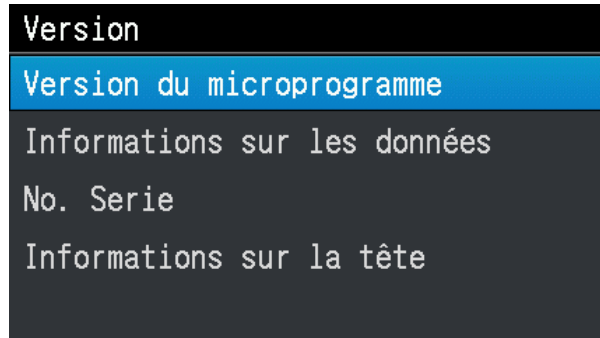 Version
Version du microprogramme
Informations sur les données
No. Serie
Informations sur la tête